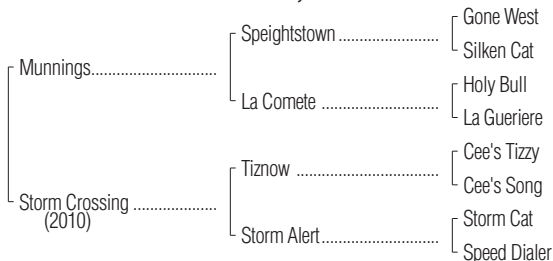 Gone West
Speightstown
Silken Cat
Munnings
Holy Bull
La Comete
La Gueriere
Cee's Tizzy
Tiznow
Cee's Song
Storm Crossing
(2010)
Storm Cat
Storm Alert
Speed Dialer